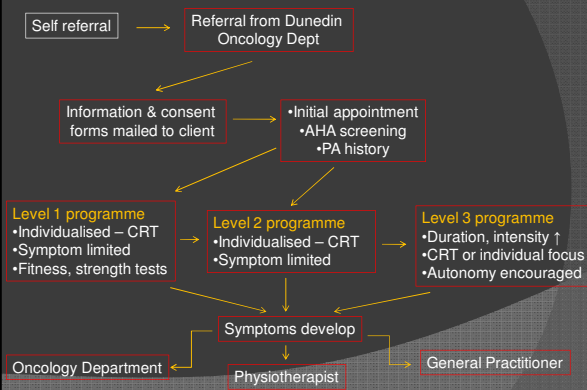 Self referral
Referral from Dunedin
Oncology Dept
Information & consent
forms mailed to client
•Initial appointment
•AHA screening
•PA history
Level 1 programme
•Individualised – CRT
•Symptom limited
•Fitness, strength tests
Level 2 programme
•Individualised – CRT
•Symptom limited
Level 3 programme
•Duration, intensity ↑
•CRT or individual focus
•Autonomy encouraged
Symptoms develop
Oncology Department
Physiotherapist
General Practitioner